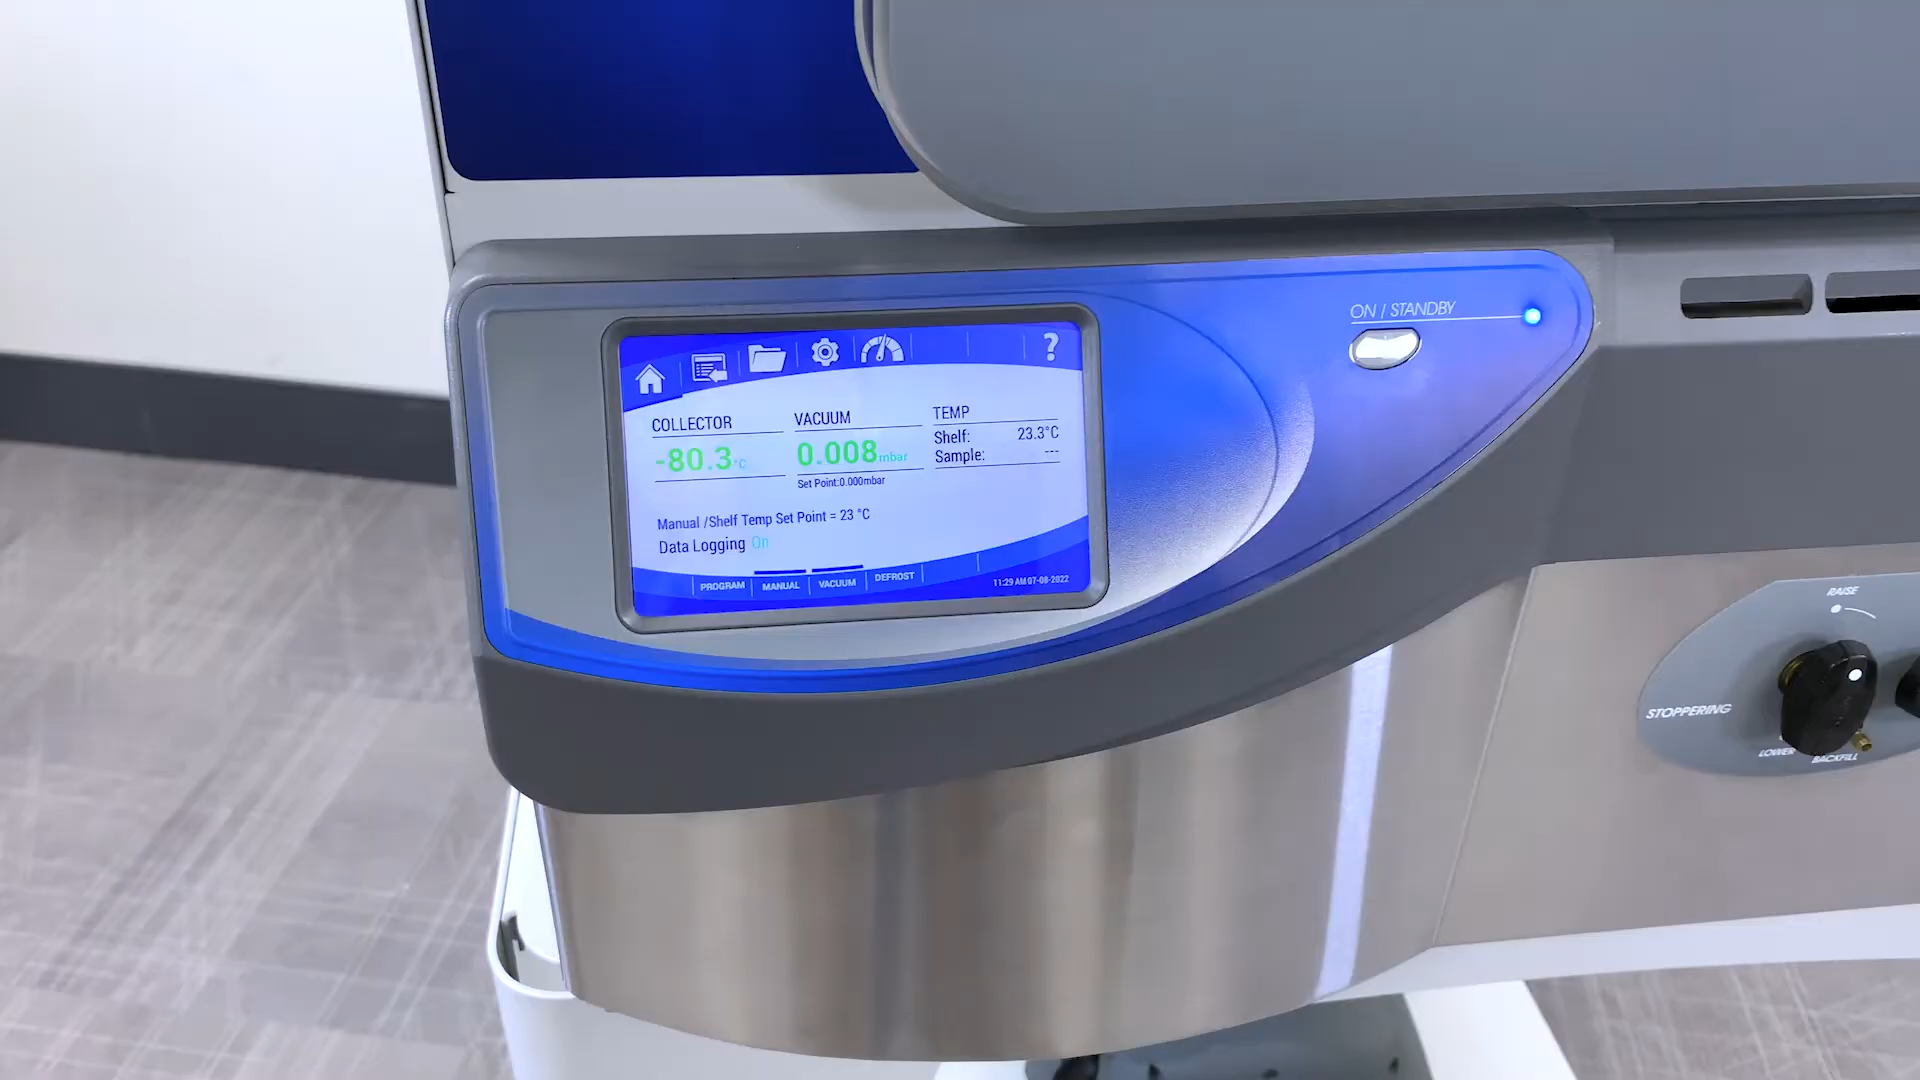 ON / STANDBY
?
COLLECTOR
-80.3°C
VACUUM
0.008 mbar
Set Point:0.000mbar
TEMP
Shelf: 23.3°C
Sample: ---
Manual /Shelf Temp Set Point = 23 °C
Data Logging On
PROGRAM
MANUAL
VACUUM
DEFROST
11:29 AM 07-08-2022
RAISE
STOPPERING
LOWER
BACKFILL